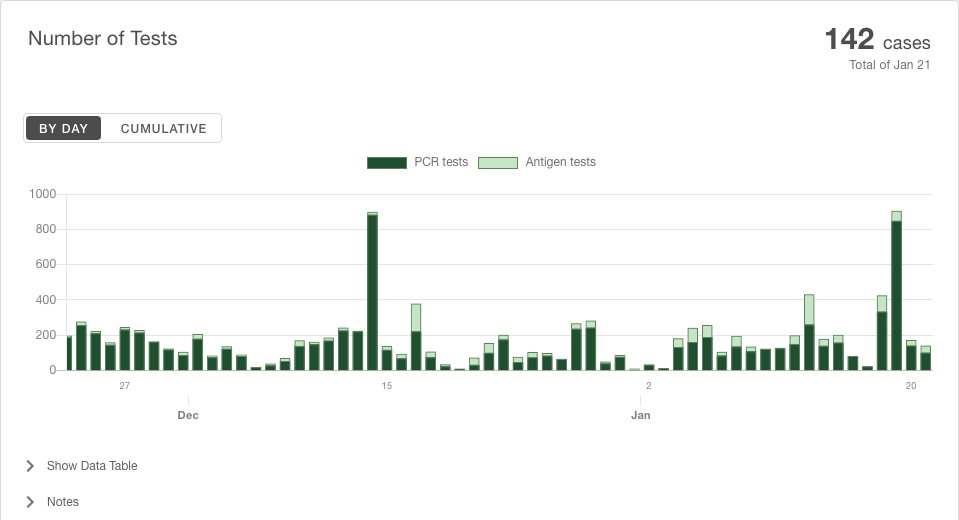 Number of Tests
142 cases
Total of Jan 21
BY DAY
CUMULATIVE
PCR tests
Antigen tests
1000
800
600
400
200
0
27
15
2
20
Dec
Jan
Show Data Table
Notes